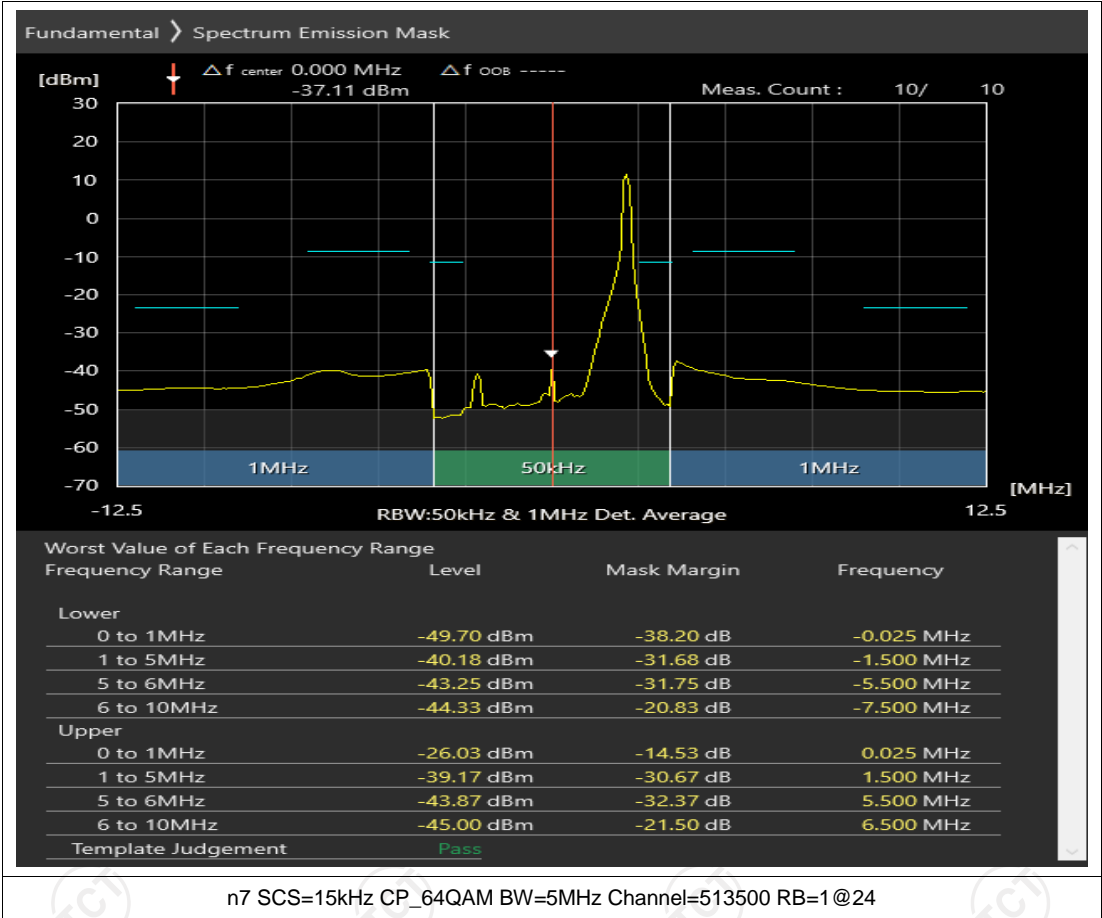 Fundamental ❯ Spectrum Emission Mask
[dBm] △f center 0.000 MHz △f OOB -----
-37.11 dBm Meas. Count : 10/ 10
30
20
10
0
-10
-20
-30
-40
-50
-60
1MHz 50kHz 1MHz
-70 [MHz]
-12.5 RBW:50kHz & 1MHz Det. Average 12.5
Worst Value of Each Frequency Range
Frequency Range Level Mask Margin Frequency
Lower
0 to 1MHz -49.70 dBm -38.20 dB -0.025 MHz
1 to 5MHz -40.18 dBm -31.68 dB -1.500 MHz
5 to 6MHz -43.25 dBm -31.75 dB -5.500 MHz
6 to 10MHz -44.33 dBm -20.83 dB -7.500 MHz
Upper
0 to 1MHz -26.03 dBm -14.53 dB 0.025 MHz
1 to 5MHz -39.17 dBm -30.67 dB 1.500 MHz
5 to 6MHz -43.87 dBm -32.37 dB 5.500 MHz
6 to 10MHz -45.00 dBm -21.50 dB 6.500 MHz
Template Judgement Pass
n7 SCS=15kHz CP_64QAM BW=5MHz Channel=513500 RB=1@24
TCT TCT TCT TCT